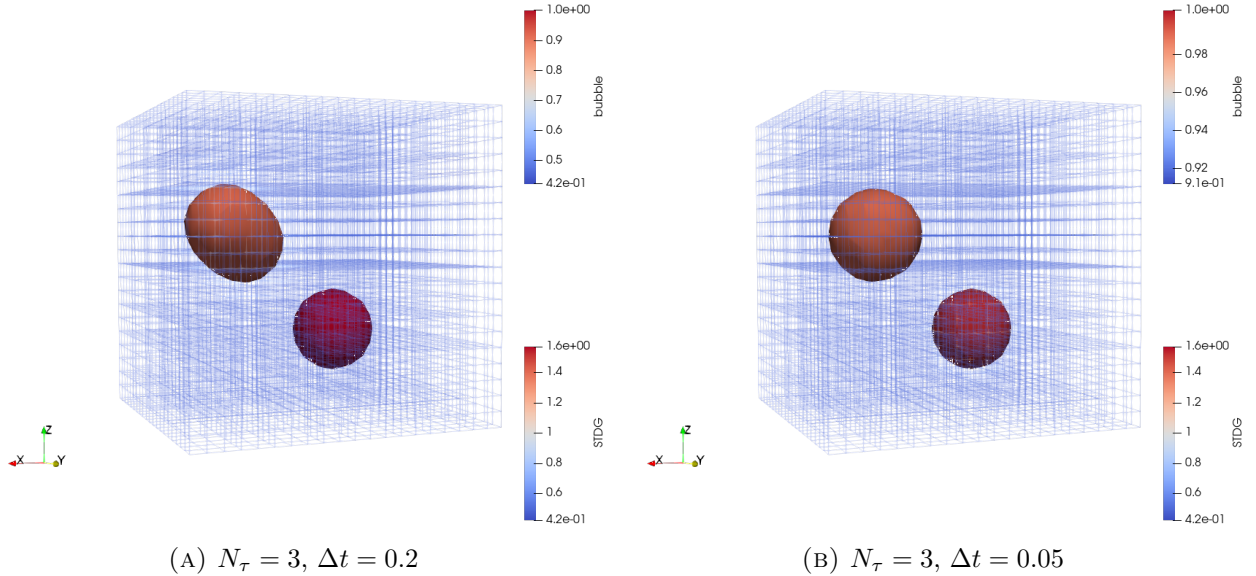 1.0e+00
0.9
0.8
0.7
0.6
0.5
4.2e-01
bubble
1.6e+00
1.4
1.2
1
0.8
0.6
4.2e-01
STDG
Z
X
Y
(A) N_τ = 3, Δt = 0.2
1.0e+00
0.98
0.96
0.94
0.92
9.1e-01
bubble
1.6e+00
1.4
1.2
1
0.8
0.6
4.2e-01
STDG
Z
X
Y
(B) N_τ = 3, Δt = 0.05